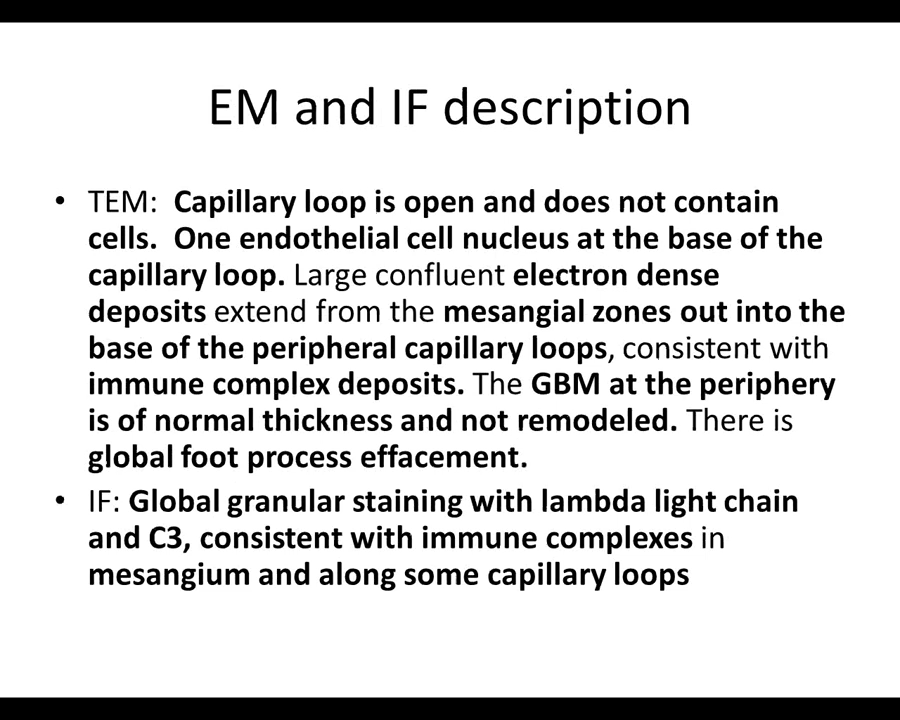 EM and IF description
• TEM:  Capillary loop is open and does not contain
cells.  One endothelial cell nucleus at the base of the
capillary loop. Large confluent electron dense
deposits extend from the mesangial zones out into the
base of the peripheral capillary loops, consistent with
immune complex deposits. The GBM at the periphery
is of normal thickness and not remodeled. There is
global foot process effacement.
• IF: Global granular staining with lambda light chain
and C3, consistent with immune complexes in
mesangium and along some capillary loops